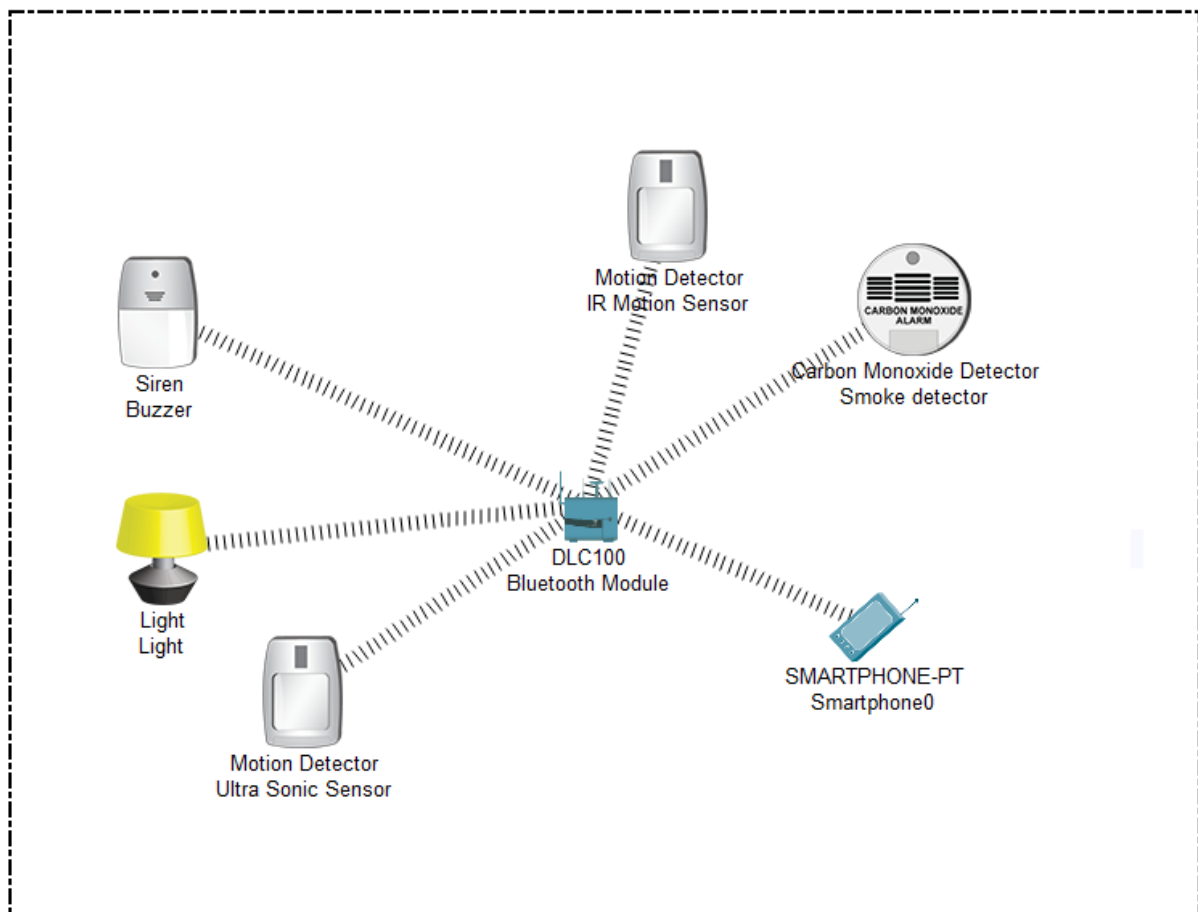 Motion Detector
IR Motion Sensor
CARBON MONOXIDE
ALARM
Carbon Monoxide Detector
Smoke detector
Siren
Buzzer
DLC100
Bluetooth Module
Light
Light
SMARTPHONE-PT
Smartphone0
Motion Detector
Ultra Sonic Sensor